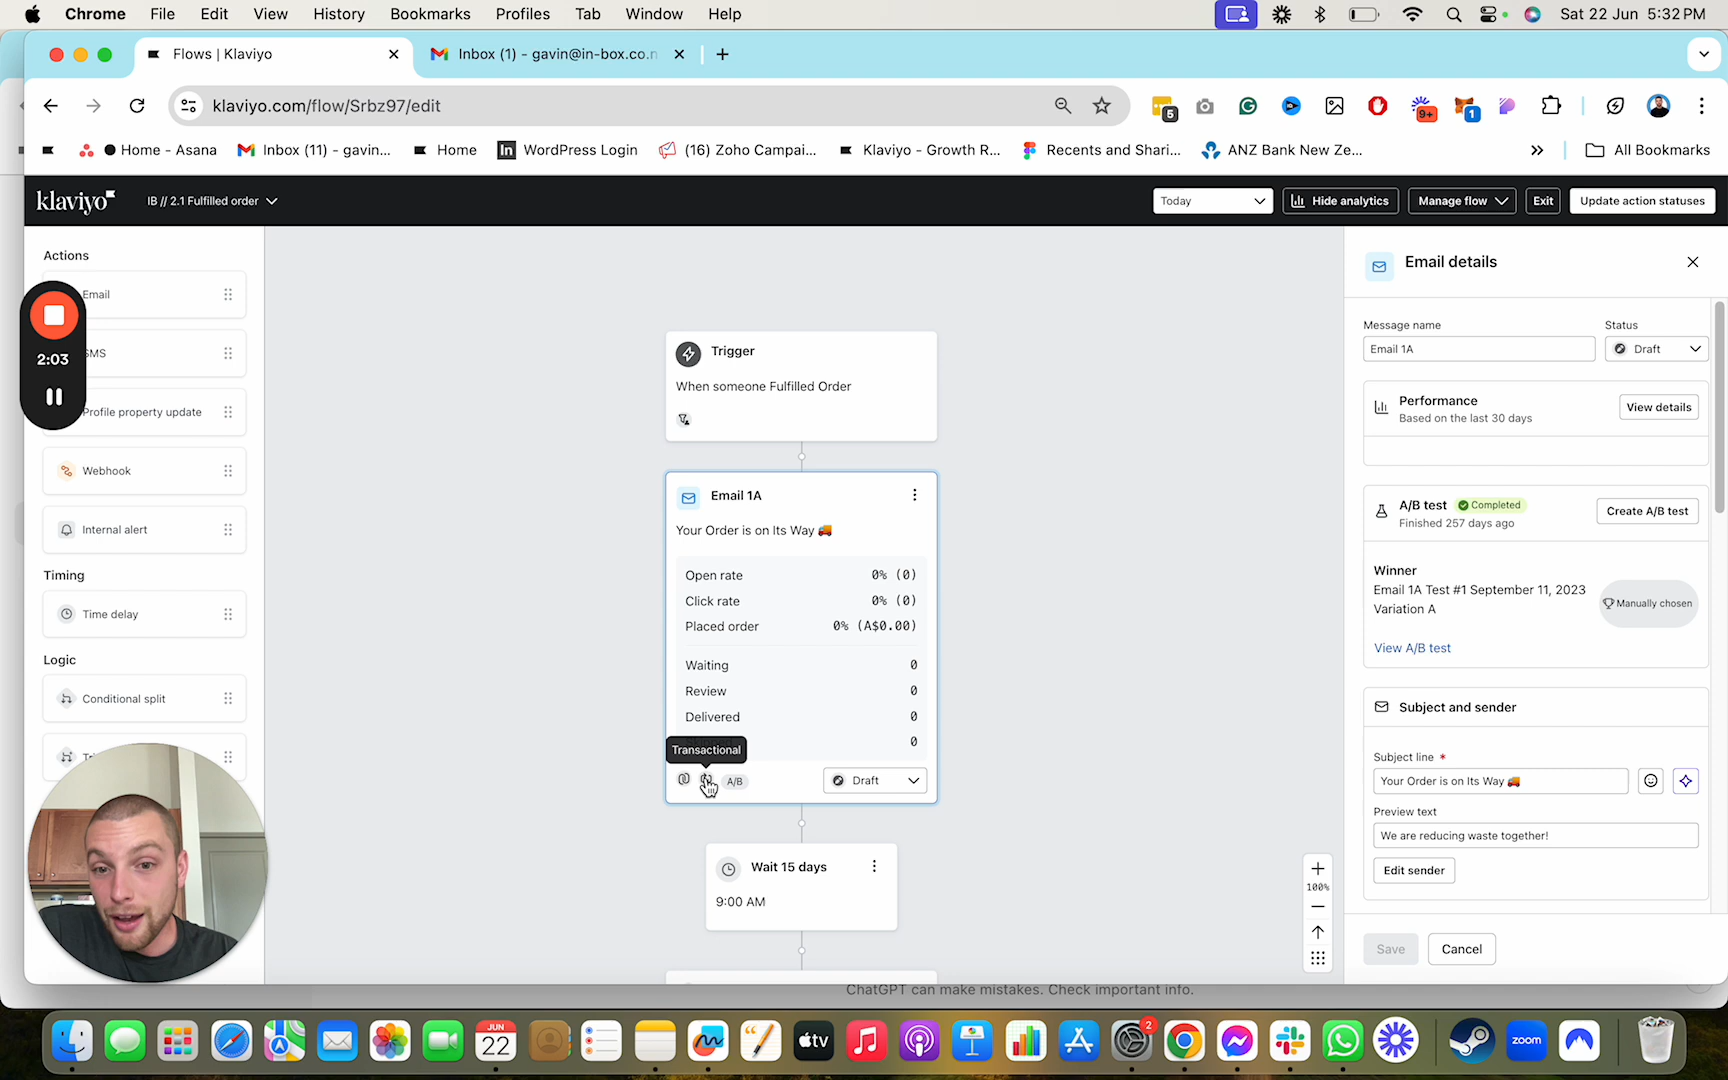 Chrome File Edit View History Bookmarks Profiles Tab Window Help
Sat 22 Jun 5:32 PM
Flows | Klaviyo
Inbox (1) - gavin@in-box.co.n
klaviyo.com/flow/Srbz97/edit
5
9+
1
Home - Asana
Inbox (11) - gavin...
Home
In WordPress Login
(16) Zoho Campai...
Klaviyo - Growth R...
Recents and Shari...
ANZ Bank New Ze...
All Bookmarks
klaviyo
IB // 2.1 Fulfilled order
Today
Hide analytics
Manage flow
Exit
Update action statuses
Actions
Email
SMS
Profile property update
Webhook
Internal alert
Timing
Time delay
Logic
Conditional split
2:03
Trigger
When someone Fulfilled Order
Email 1A
Your Order is on Its Way 🚚
Open rate 0% (0)
Click rate 0% (0)
Placed order 0% (A$0.00)
Waiting 0
Review 0
Delivered 0
0
Transactional
A/B
Draft
Wait 15 days
9:00 AM
100%
Email details
Message name
Email 1A
Status
Draft
Performance
Based on the last 30 days
View details
A/B test Completed
Finished 257 days ago
Create A/B test
Winner
Email 1A Test #1 September 11, 2023
Variation A
Manually chosen
View A/B test
Subject and sender
Subject line *
Your Order is on Its Way 🚚
Preview text
We are reducing waste together!
Edit sender
Save
Cancel
ChatGPT can make mistakes. Check important info.
JUN
22
tv
2
zoom